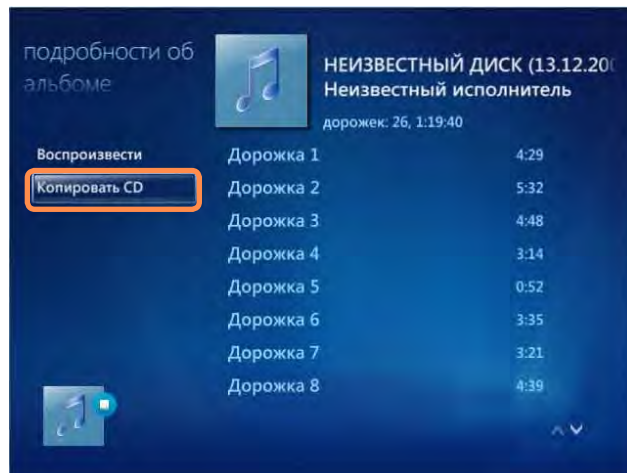 подробности об
альбоме
НЕИЗВЕСТНЫЙ ДИСК (13.12.200
Неизвестный исполнитель
дорожек: 26, 1:19:40
Воспроизвести
Копировать CD
Дорожка 1 4:29
Дорожка 2 5:32
Дорожка 3 4:48
Дорожка 4 3:14
Дорожка 5 0:52
Дорожка 6 3:35
Дорожка 7 3:21
Дорожка 8 4:39